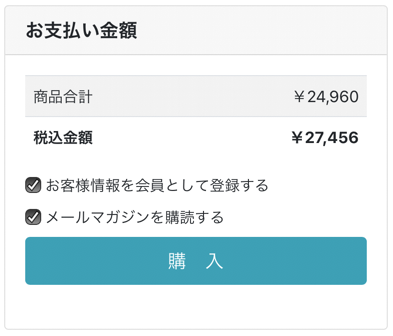 お支払い金額
商品合計 ￥24,960
税込金額 ￥27,456
お客様情報を会員として登録する
メールマガジンを購読する
購　入